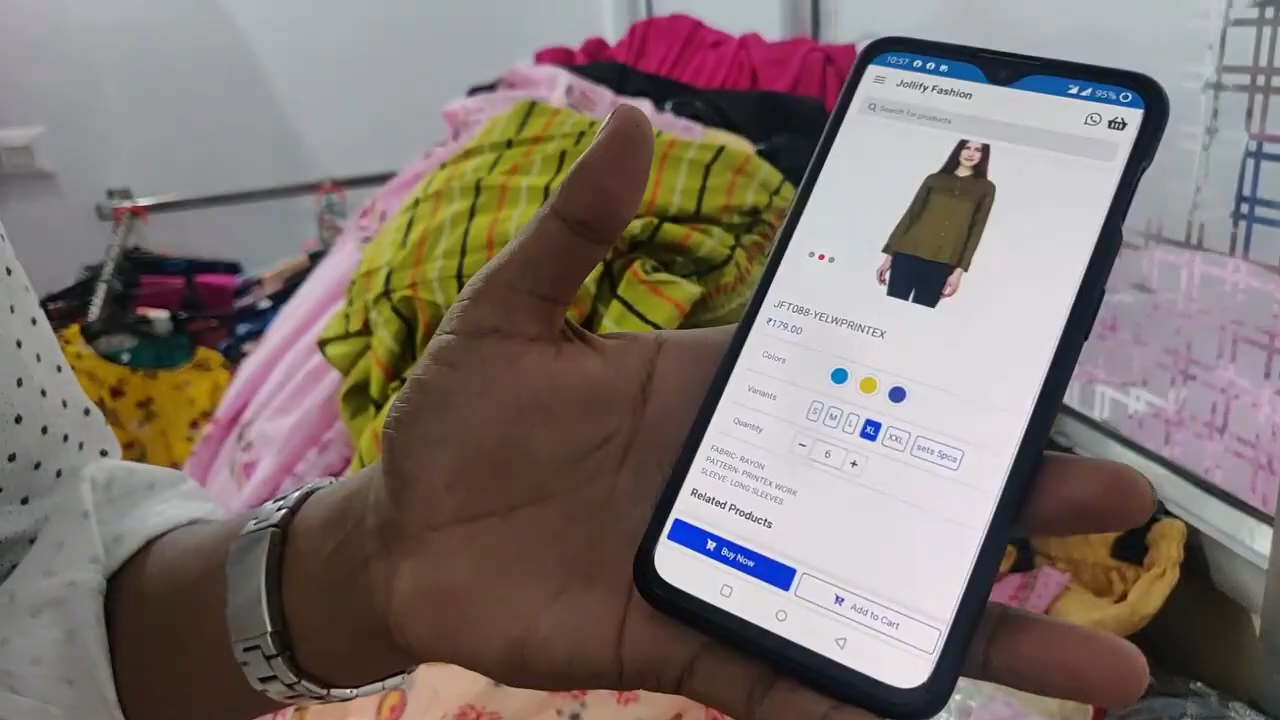 10:57
95%
Jollify Fashion
Search for products
JFT088-YELWPRINTEX
₹179.00
Colors
Variants
S M L XL XXL sets 5pcs
Quantity
- 6 +
FABRIC- RAYON
PATTERN- PRINTEX WORK
SLEEVE- LONG SLEEVES
Related Products
Buy Now
Add to Cart